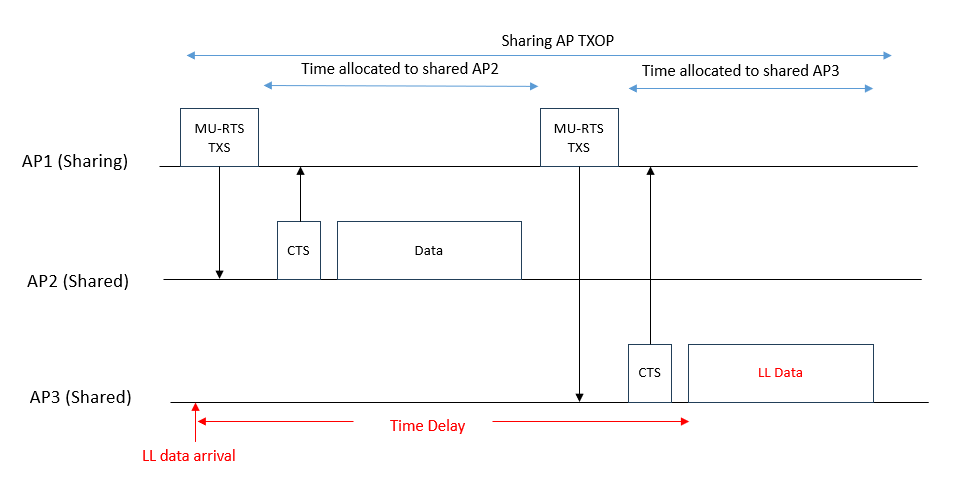 Sharing AP TXOP
Time allocated to shared AP2
Time allocated to shared AP3
MU-RTS
TXS
MU-RTS
TXS
AP1 (Sharing)
CTS
Data
AP2 (Shared)
CTS
LL Data
AP3 (Shared)
Time Delay
LL data arrival